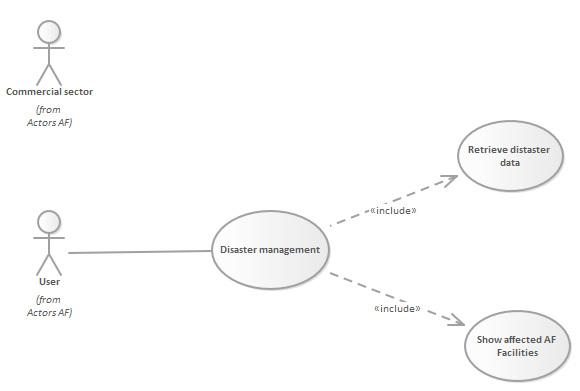 Commercial sector
(from
Actors AF)
Retrieve distaster
data
«include»
Disaster management
User
(from
Actors AF)
«include»
Show affected AF
Facilities